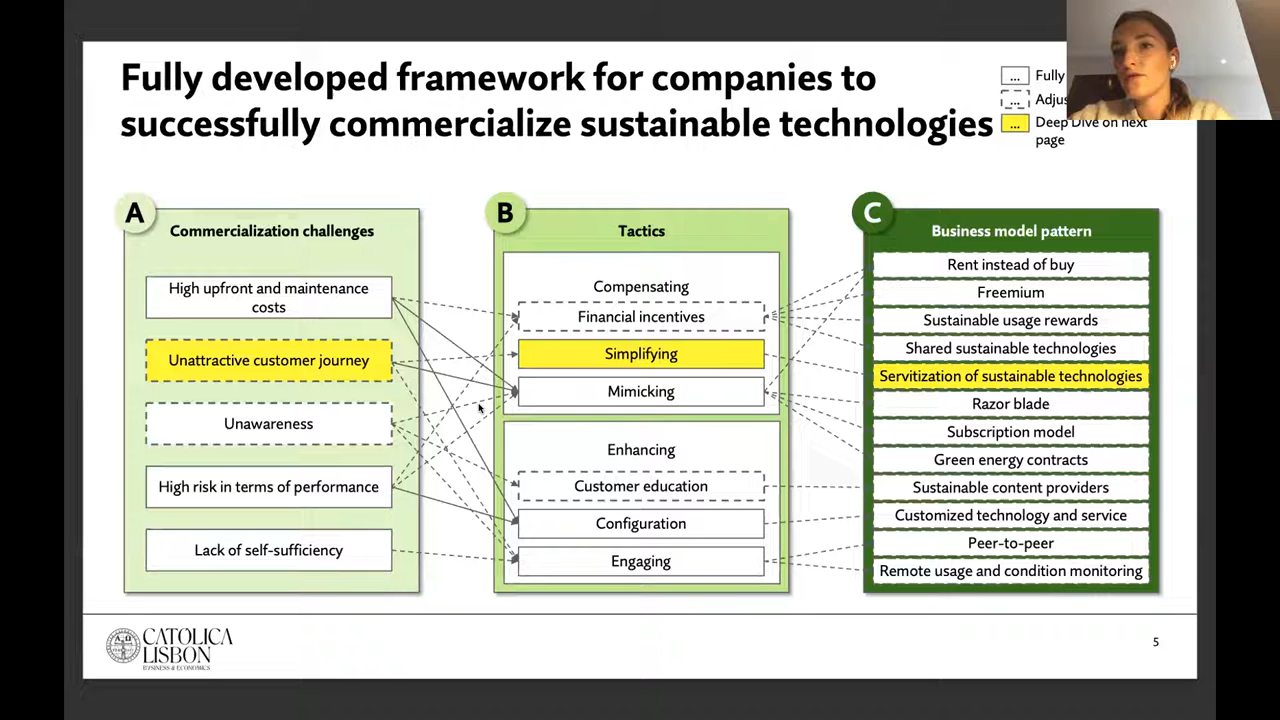 Fully developed framework for companies to
successfully commercialize sustainable technologies
... Fully
... Adjus
... Deep Dive on next
page
A
Commercialization challenges
High upfront and maintenance
costs
Unattractive customer journey
Unawareness
High risk in terms of performance
Lack of self-sufficiency
B
Tactics
Compensating
Financial incentives
Simplifying
Mimicking
Enhancing
Customer education
Configuration
Engaging
C
Business model pattern
Rent instead of buy
Freemium
Sustainable usage rewards
Shared sustainable technologies
Servitization of sustainable technologies
Razor blade
Subscription model
Green energy contracts
Sustainable content providers
Customized technology and service
Peer-to-peer
Remote usage and condition monitoring
CATOLICA
LISBON
BUSINESS & ECONOMICS
5